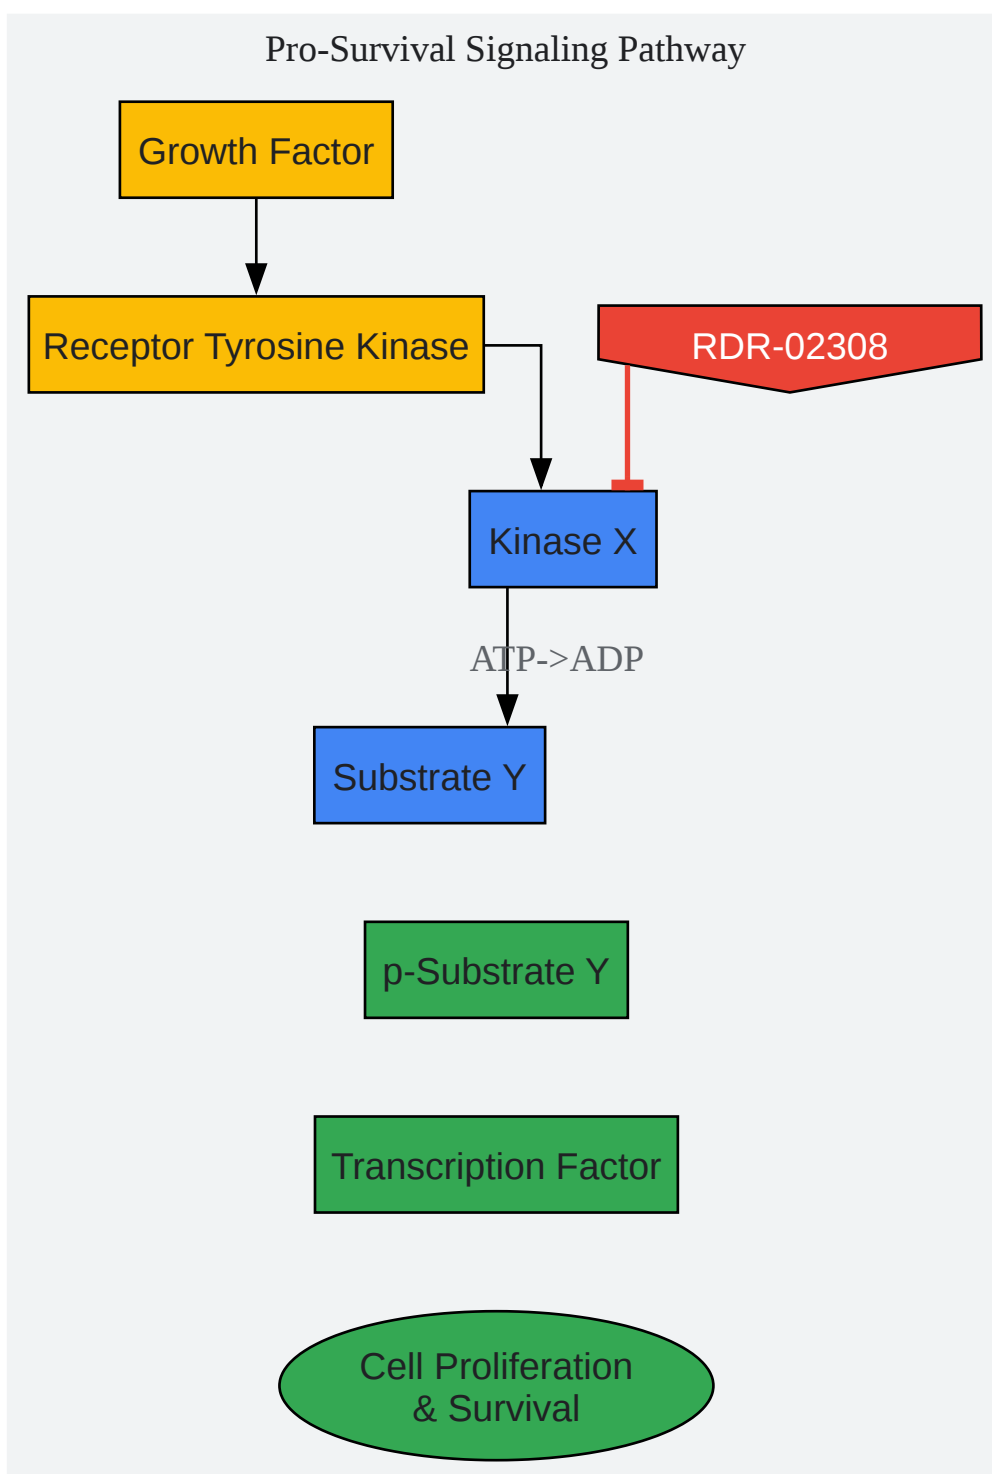 Pro-Survival Signaling Pathway
Growth Factor
Receptor Tyrosine Kinase
RDR-02308
Kinase X
ATP->ADP
Substrate Y
p-Substrate Y
Transcription Factor
Cell Proliferation
& Survival